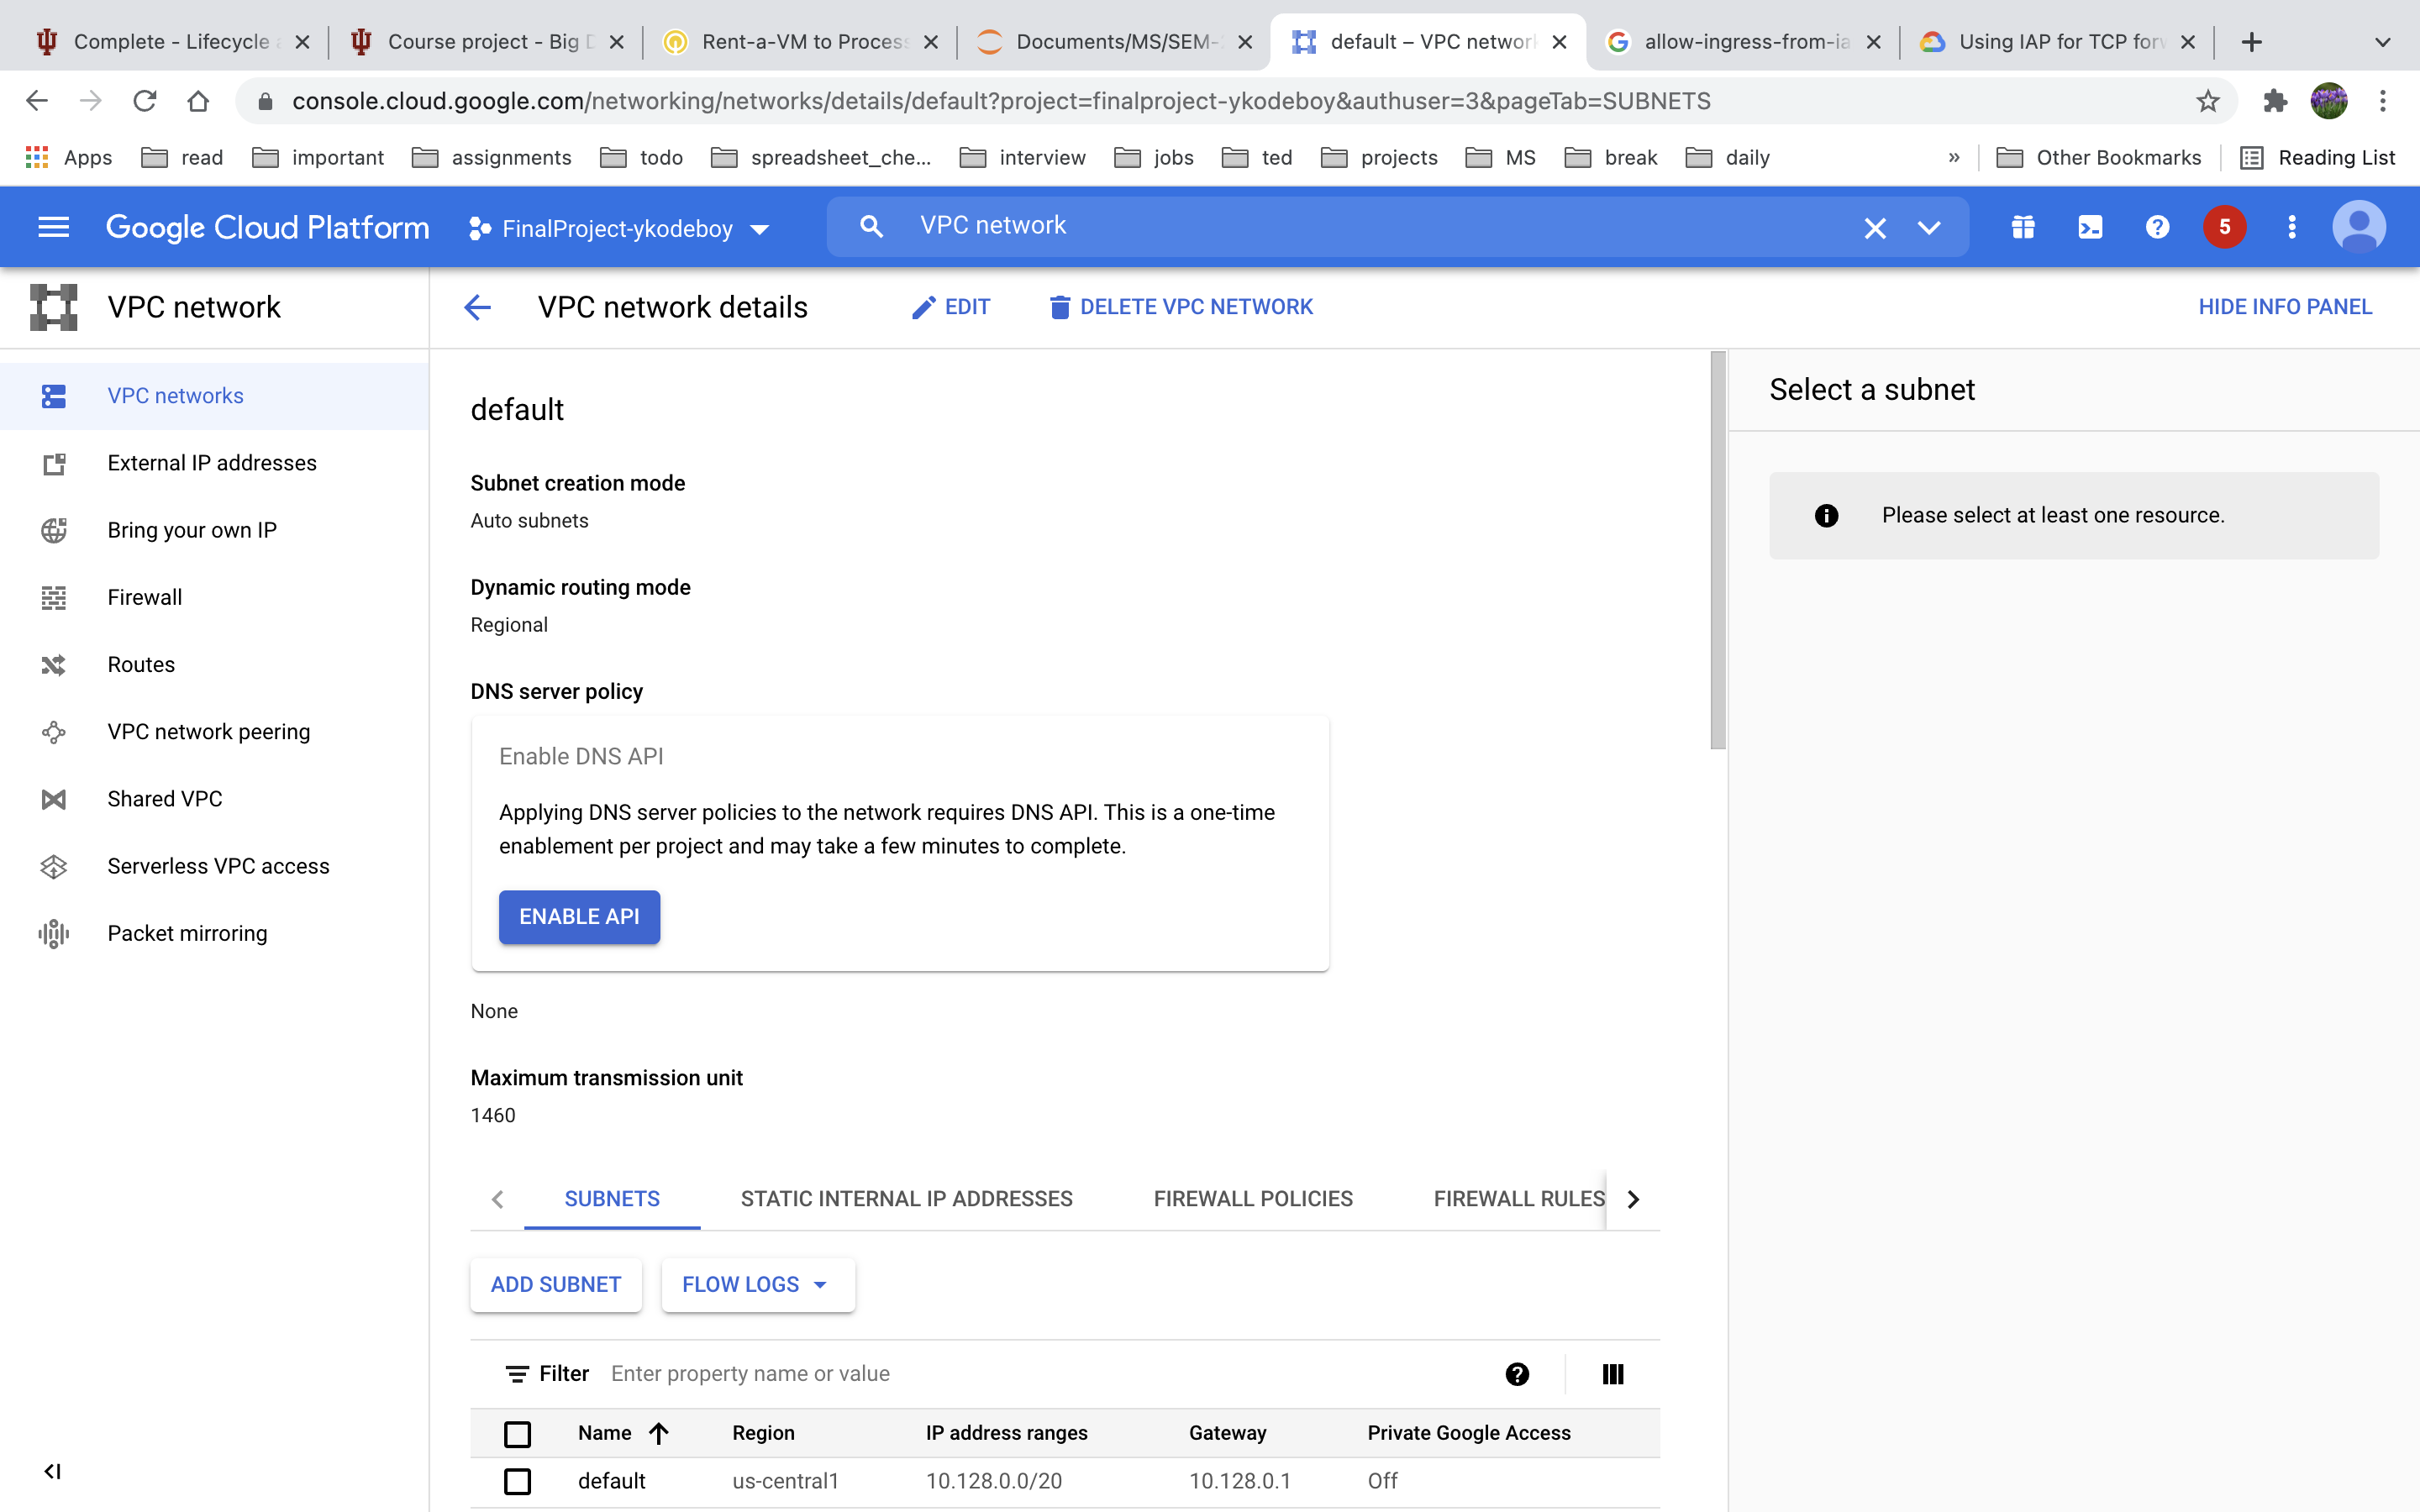 Complete - Lifecycle a
Course project - Big D
Rent-a-VM to Process
Documents/MS/SEM-
default – VPC network
allow-ingress-from-ia
Using IAP for TCP forw
console.cloud.google.com/networking/networks/details/default?project=finalproject-ykodeboy&authuser=3&pageTab=SUBNETS
Apps read important assignments todo spreadsheet_che... interview jobs ted projects MS break daily » Other Bookmarks Reading List
Google Cloud Platform FinalProject-ykodeboy VPC network 5
VPC network
VPC network details EDIT DELETE VPC NETWORK HIDE INFO PANEL
VPC networks
External IP addresses
Bring your own IP
Firewall
Routes
VPC network peering
Shared VPC
Serverless VPC access
Packet mirroring
default
Subnet creation mode
Auto subnets
Dynamic routing mode
Regional
DNS server policy
Enable DNS API
Applying DNS server policies to the network requires DNS API. This is a one-time
enablement per project and may take a few minutes to complete.
ENABLE API
None
Maximum transmission unit
1460
SUBNETS STATIC INTERNAL IP ADDRESSES FIREWALL POLICIES FIREWALL RULES
ADD SUBNET FLOW LOGS
Filter Enter property name or value
Name Region IP address ranges Gateway Private Google Access
default us-central1 10.128.0.0/20 10.128.0.1 Off
Select a subnet
Please select at least one resource.